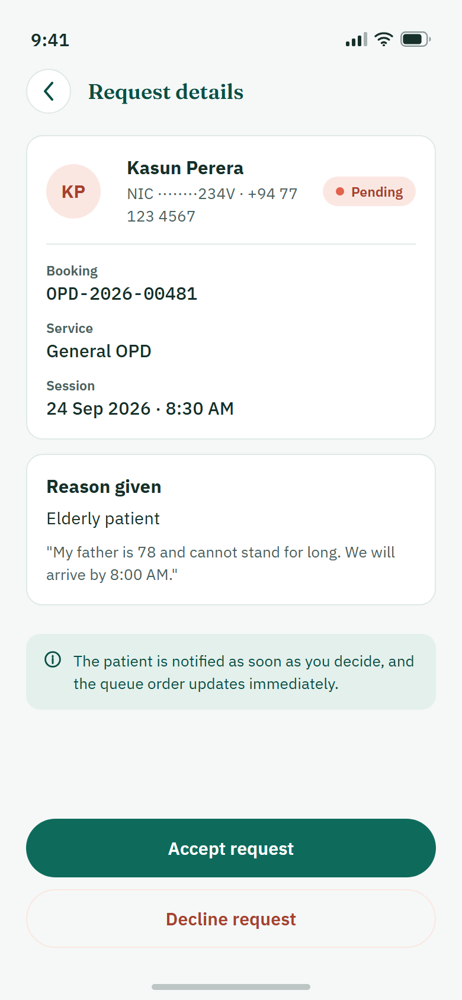 9:41
Request details
KP
Kasun Perera
NIC ········234V · +94 77
123 4567
Pending
Booking
OPD-2026-00481
Service
General OPD
Session
24 Sep 2026 · 8:30 AM
Reason given
Elderly patient
"My father is 78 and cannot stand for long. We will
arrive by 8:00 AM."
The patient is notified as soon as you decide, and
the queue order updates immediately.
Accept request
Decline request